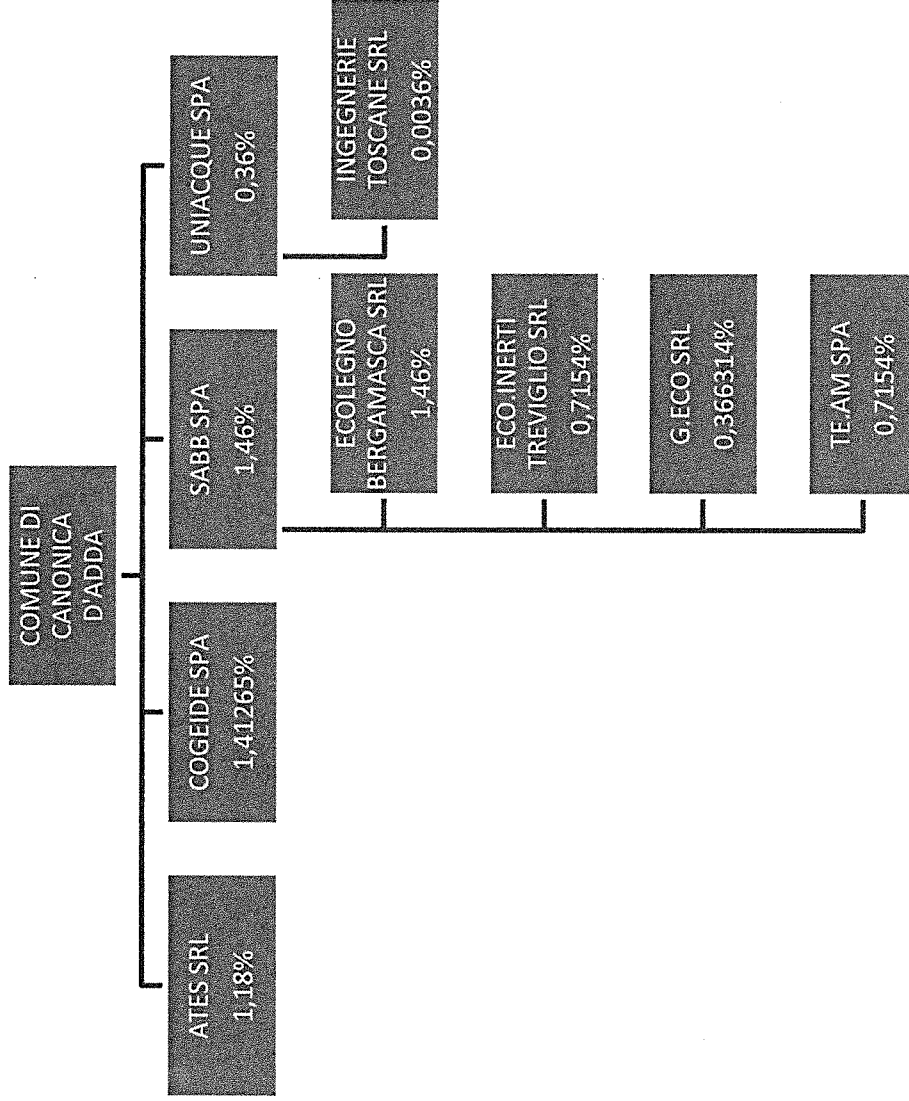 COMUNE DI
CANONICA
D'ADDA
ATES SRL
1,18%
COGEIDE SPA
1,41265%
SABB SPA
1,46%
UNIACQUE SPA
0,36%
ECOLEGNO
BERGAMASCA SRL
1,46%
ECO.INERTI
TREVIGLIO SRL
0,7154%
G.ECO SRL
0,366314%
TE.AM SPA
0,7154%
INGEGNERIE
TOSCANE SRL
0,0036%